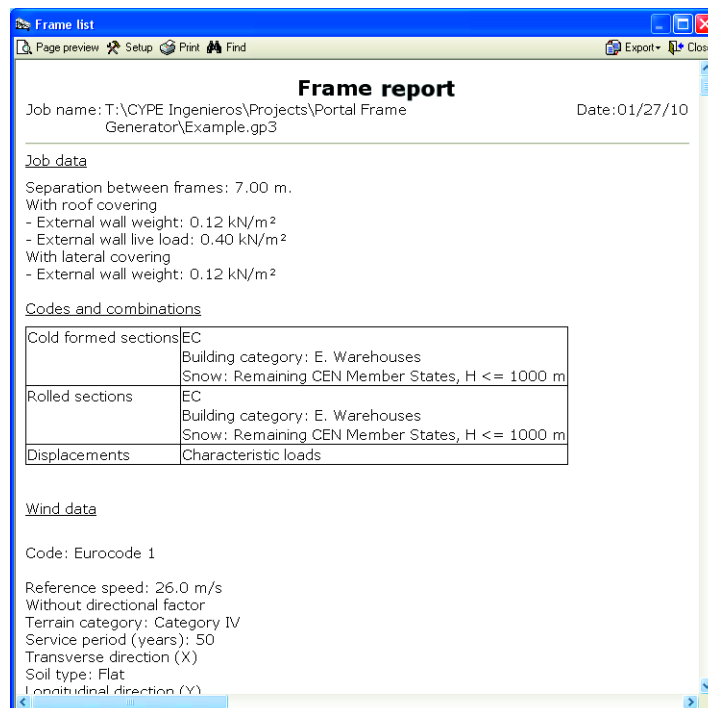 Frame list
Page preview Setup Print Find Export Close
Frame report
Job name: T:\CYPE Ingenieros\Projects\Portal Frame Date:01/27/10
Generator\Example.gp3
Job data
Separation between frames: 7.00 m.
With roof covering
- External wall weight: 0.12 kN/m²
- External wall live load: 0.40 kN/m²
With lateral covering
- External wall weight: 0.12 kN/m²
Codes and combinations
Cold formed sections EC
Building category: E. Warehouses
Snow: Remaining CEN Member States, H <= 1000 m
Rolled sections EC
Building category: E. Warehouses
Snow: Remaining CEN Member States, H <= 1000 m
Displacements Characteristic loads
Wind data
Code: Eurocode 1
Reference speed: 26.0 m/s
Without directional factor
Terrain category: Category IV
Service period (years): 50
Transverse direction (X)
Soil type: Flat
Longitudinal direction (Y)